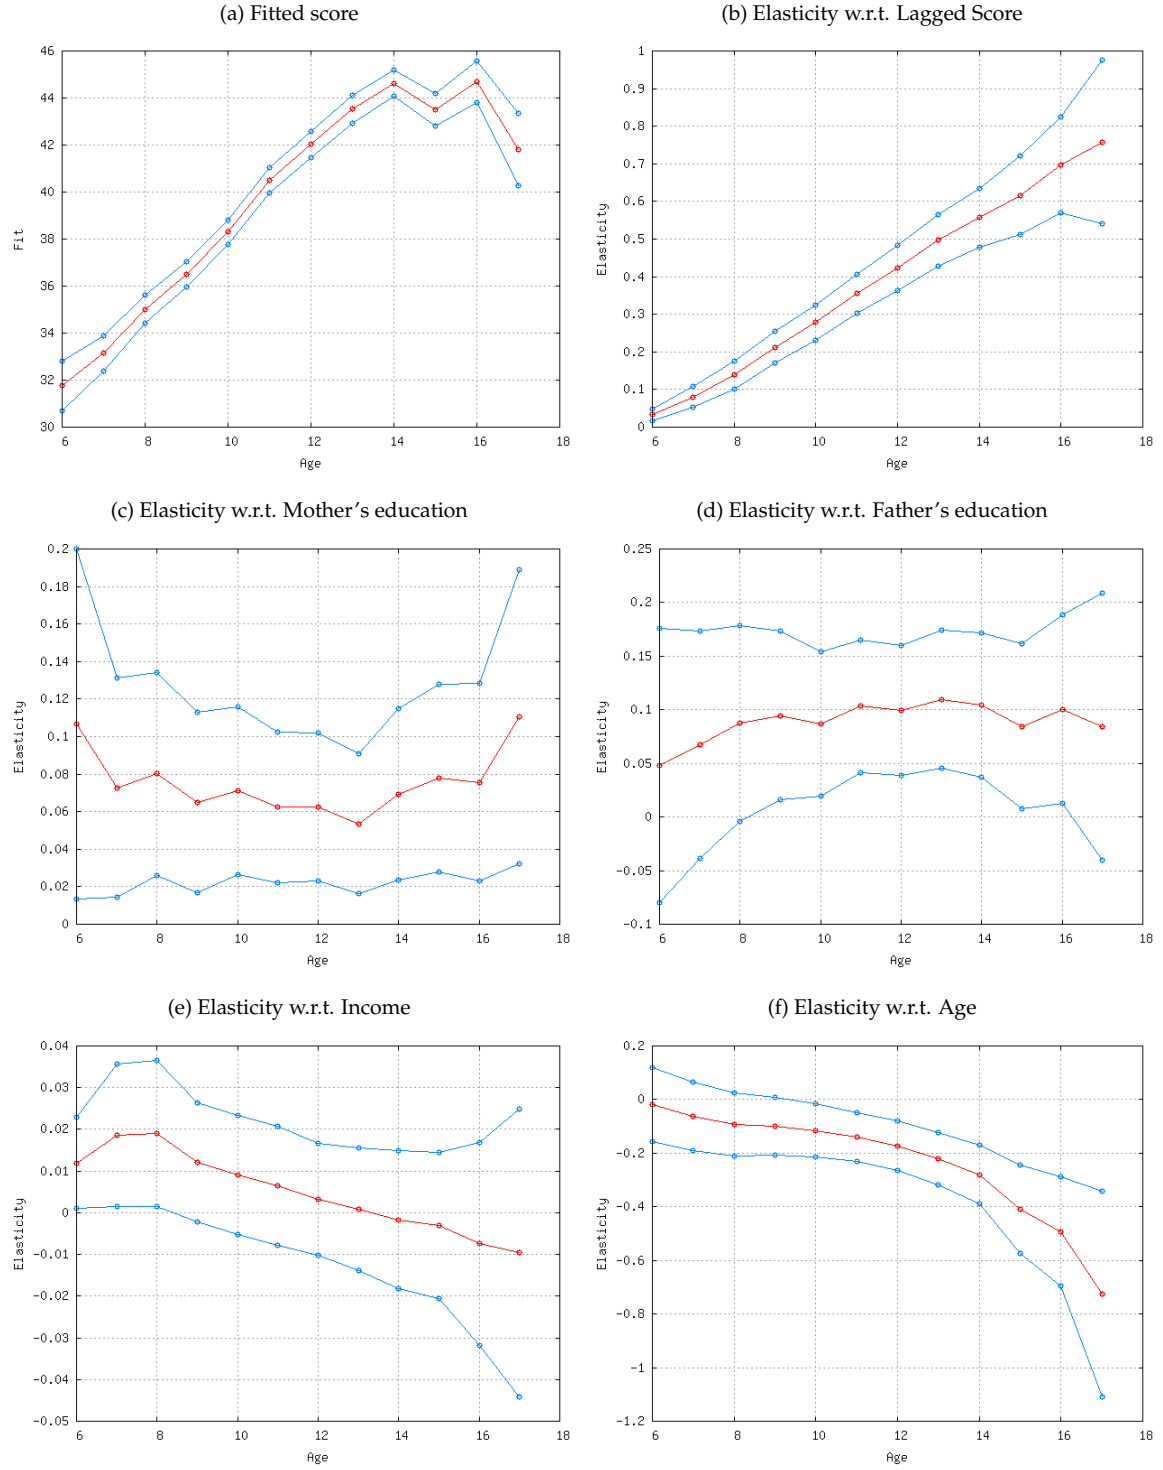 (a) Fitted score
46
44
42
40
38
36
34
32
30
Fit
6 8 10 12 14 16 18
Age
(b) Elasticity w.r.t. Lagged Score
1
0.9
0.8
0.7
0.6
0.5
0.4
0.3
0.2
0.1
0
Elasticity
6 8 10 12 14 16 18
Age
(c) Elasticity w.r.t. Mother's education
0.2
0.18
0.16
0.14
0.12
0.1
0.08
0.06
0.04
0.02
0
Elasticity
6 8 10 12 14 16 18
Age
(d) Elasticity w.r.t. Father's education
0.25
0.2
0.15
0.1
0.05
0
-0.05
-0.1
Elasticity
6 8 10 12 14 16 18
Age
(e) Elasticity w.r.t. Income
0.04
0.03
0.02
0.01
0
-0.01
-0.02
-0.03
-0.04
-0.05
Elasticity
6 8 10 12 14 16 18
Age
(f) Elasticity w.r.t. Age
0.2
0
-0.2
-0.4
-0.6
-0.8
-1
-1.2
Elasticity
6 8 10 12 14 16 18
Age